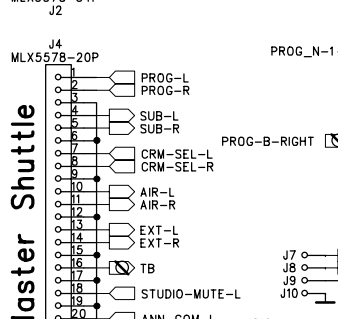 J2
J4
MLX5578-20P
Master Shuttle
1 PROG-L
2 PROG-R
3
4 SUB-L
5 SUB-R
6
7 CRM-SEL-L
8 CRM-SEL-R
9
10 AIR-L
11 AIR-R
12
13 EXT-L
14 EXT-R
15
16 TB
17
18 STUDIO-MUTE-L
19
20
PROG_N-1
PROG-B-RIGHT
J7
J8
J9
J10